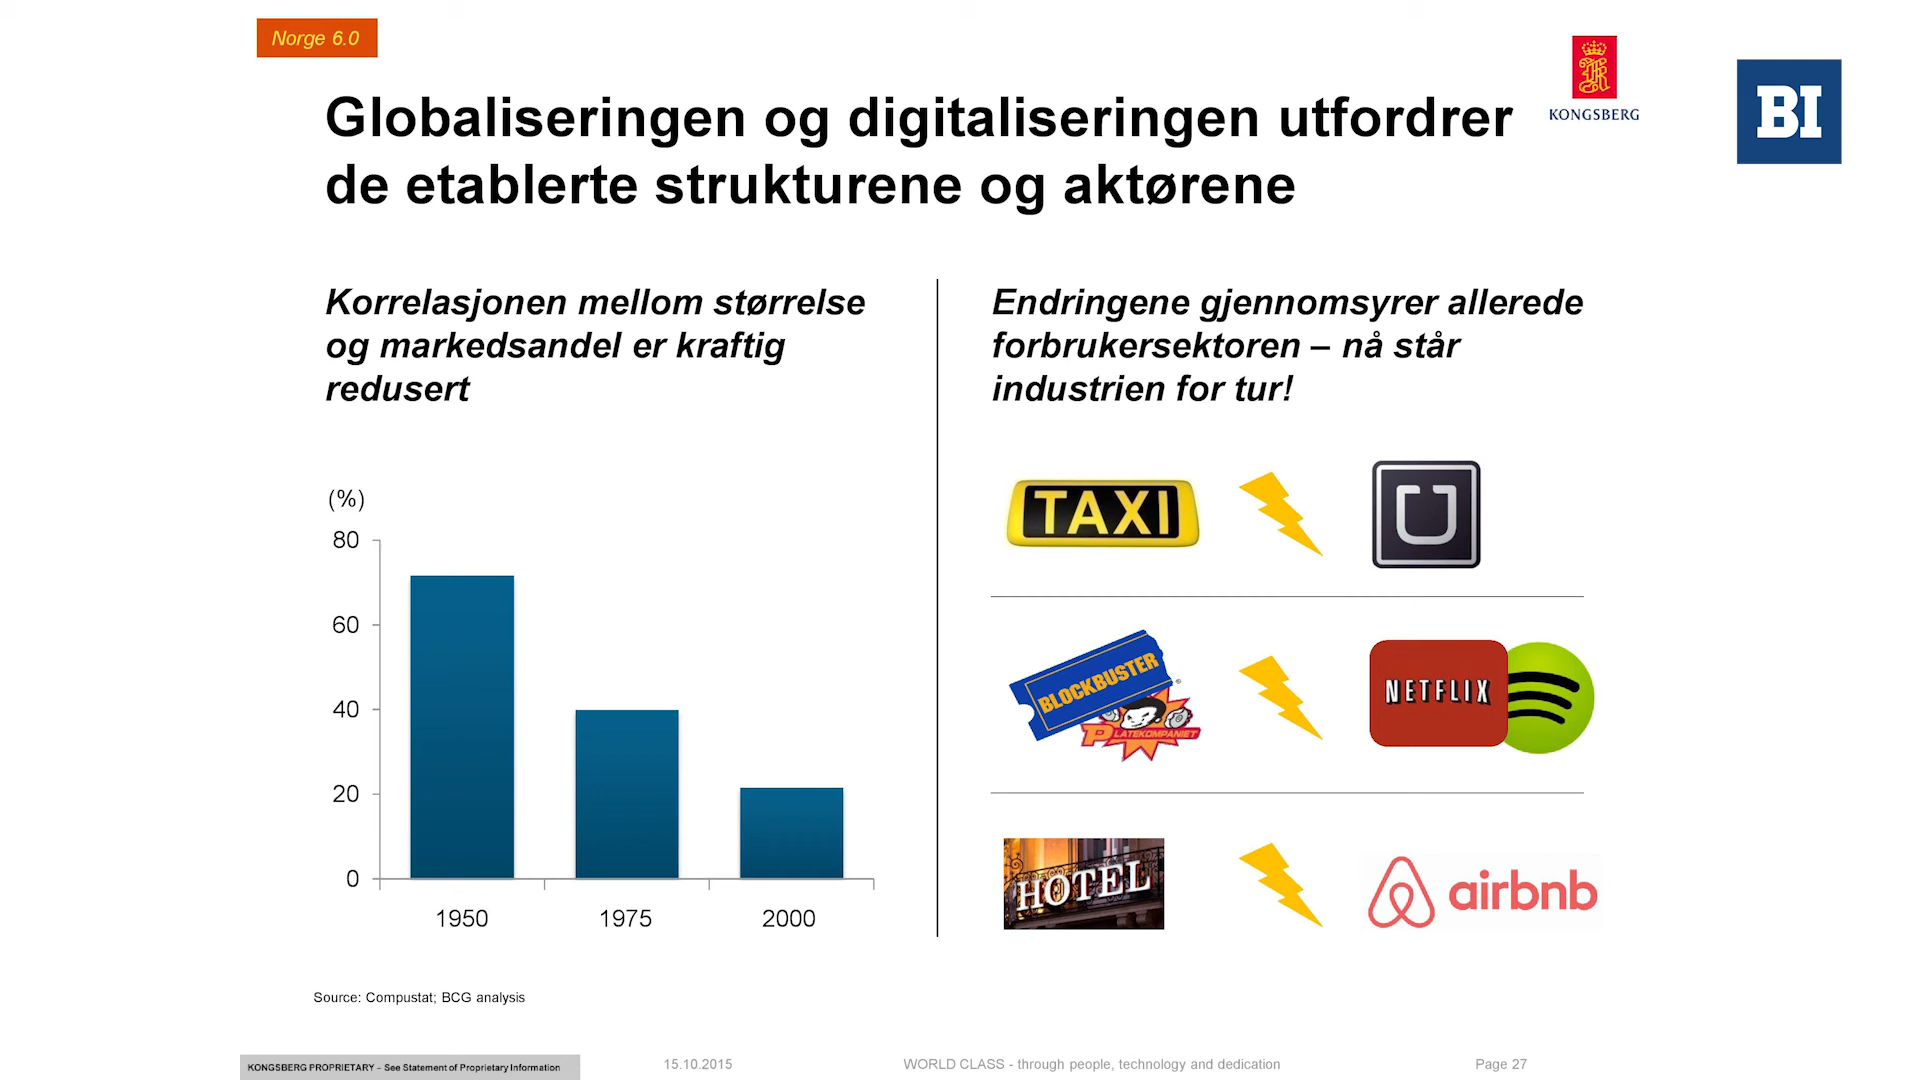 Norge 6.0
KONGSBERG
BI
Globaliseringen og digitaliseringen utfordrer
de etablerte strukturene og aktørene
Korrelasjonen mellom størrelse
og markedsandel er kraftig
redusert
(%)
80
60
40
20
0
1950
1975
2000
Source: Compustat; BCG analysis
Endringene gjennomsyrer allerede
forbrukersektoren – nå står
industrien for tur!
TAXI
BLOCKBUSTER
PLATEKOMPANIET
NETFLIX
HOTEL
airbnb
KONGSBERG PROPRIETARY – See Statement of Proprietary Information
15.10.2015
WORLD CLASS - through people, technology and dedication
Page 27